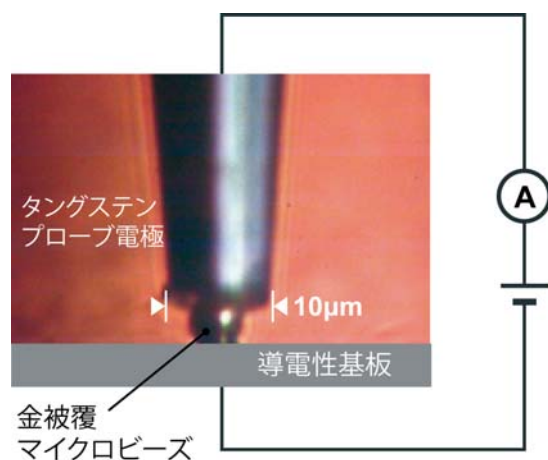 タングステン
プローブ電極
A
10µm
導電性基板
金被覆
マイクロビーズ